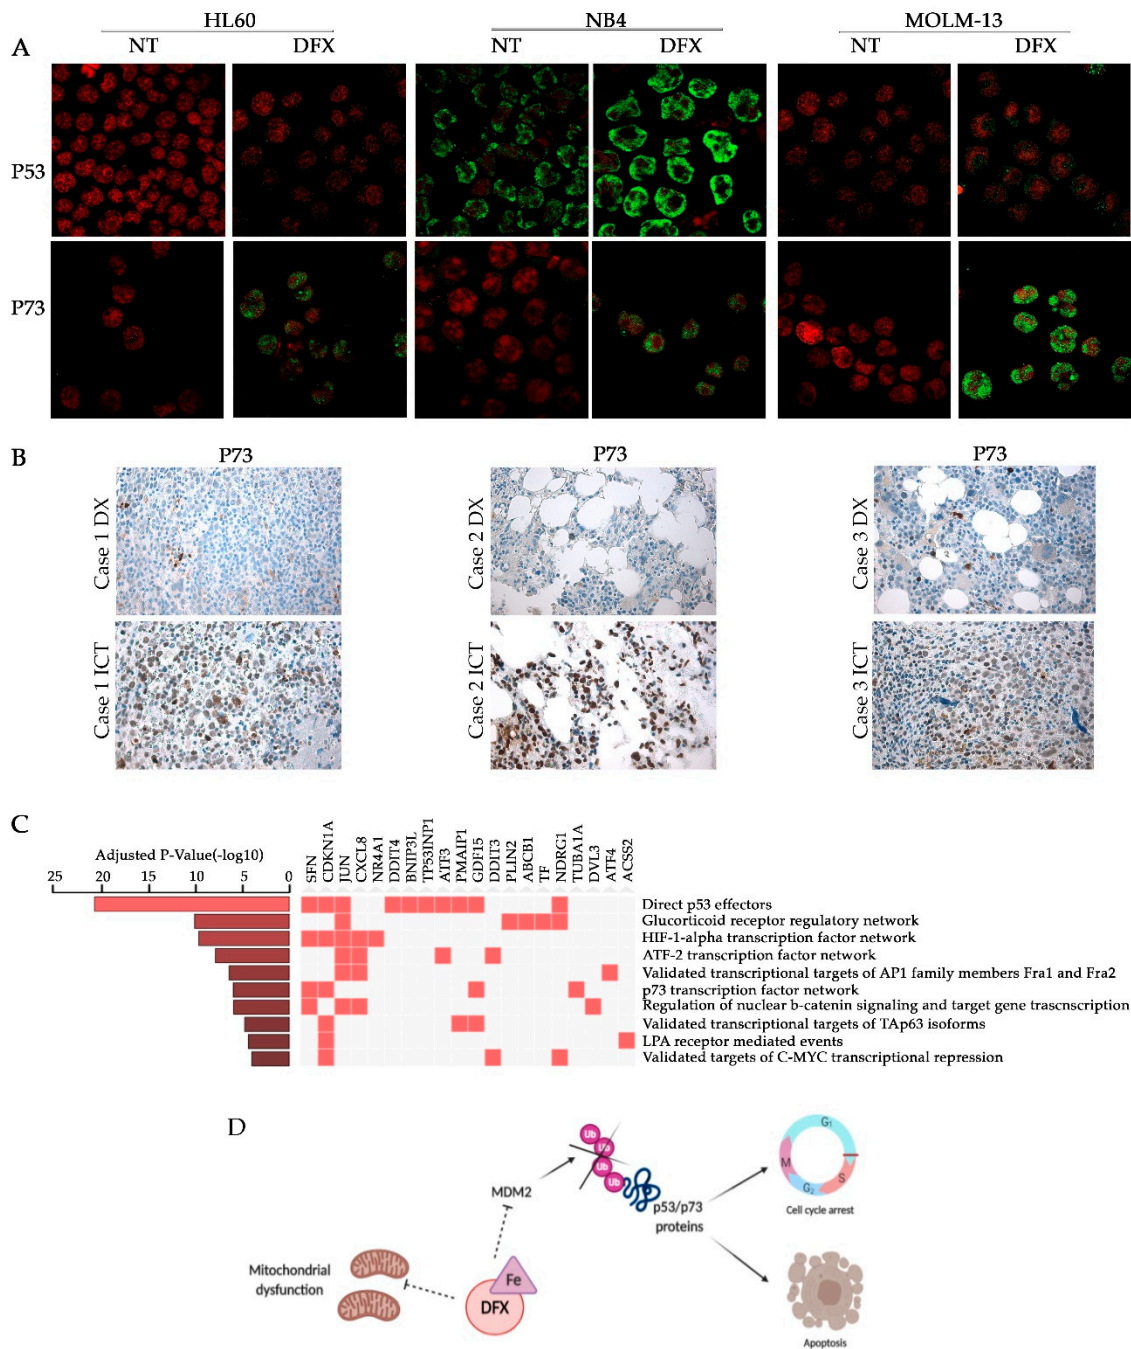 HL60 NB4 MOLM-13
A NT DFX NT DFX NT DFX
P53
P73
B P73 P73 P73
Case 1 DX Case 2 DX Case 3 DX
Case 1 ICT Case 2 ICT Case 3 ICT
C
SFN CDKN1A JUN CXCL8 NR4A1 DDIT4 BNIP3L TP53INP1 ATF3 PMAIP1 GDF15 DDIT3 PLIN2 ABCB1 TF NDRG1 TUBA1A DVL3 ATF4 ACSS2
Adjusted P-Value(-log10)
25 20 15 10 5 0
Direct p53 effectors
Glucorticoid receptor regulatory network
HIF-1-alpha transcription factor network
ATF-2 transcription factor network
Validated transcriptional targets of AP1 family members Fra1 and Fra2
p73 transcription factor network
Regulation of nuclear b-catenin signaling and target gene trascnscription
Validated transcriptional targets of TAp63 isoforms
LPA receptor mediated events
Validated targets of C-MYC transcriptional repression
D
Ub
Ub
Ub
Ub
MDM2
p53/p73
proteins
G1
M
S
G2
Cell cycle arrest
Mitochondrial
dysfunction
Fe
DFX
Apoptosis